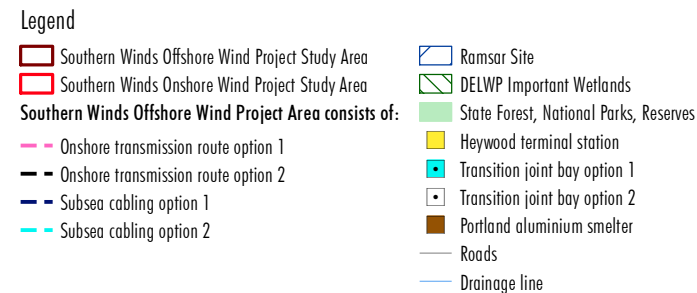 Legend
Southern Winds Offshore Wind Project Study Area
Southern Winds Onshore Wind Project Study Area
Southern Winds Offshore Wind Project Area consists of:
Onshore transmission route option 1
Onshore transmission route option 2
Subsea cabling option 1
Subsea cabling option 2
Ramsar Site
DELWP Important Wetlands
State Forest, National Parks, Reserves
Heywood terminal station
Transition joint bay option 1
Transition joint bay option 2
Portland aluminium smelter
Roads
Drainage line